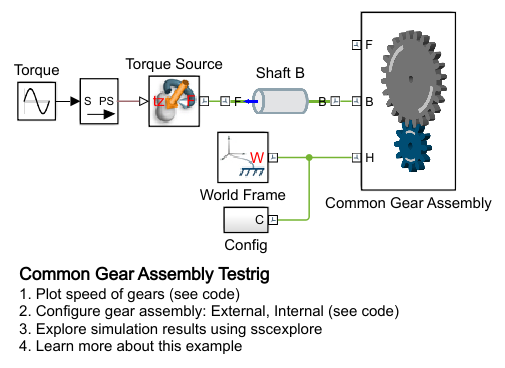 Torque
S PS
Torque Source
tz F
Shaft B
F B
F
B
H
Common Gear Assembly
W
World Frame
C
Config
Common Gear Assembly Testrig
1. Plot speed of gears (see code)
2. Configure gear assembly: External, Internal (see code)
3. Explore simulation results using sscexplore
4. Learn more about this example